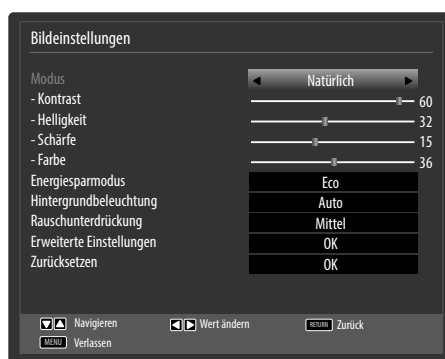 Bildeinstellungen
Modus Natürlich
- Kontrast 60
- Helligkeit 32
- Schärfe 15
- Farbe 36
Energiesparmodus Eco
Hintergrundbeleuchtung Auto
Rauschunterdrückung Mittel
Erweiterte Einstellungen OK
Zurücksetzen OK
Navigieren Wert ändern RETURN Zurück
MENU Verlassen